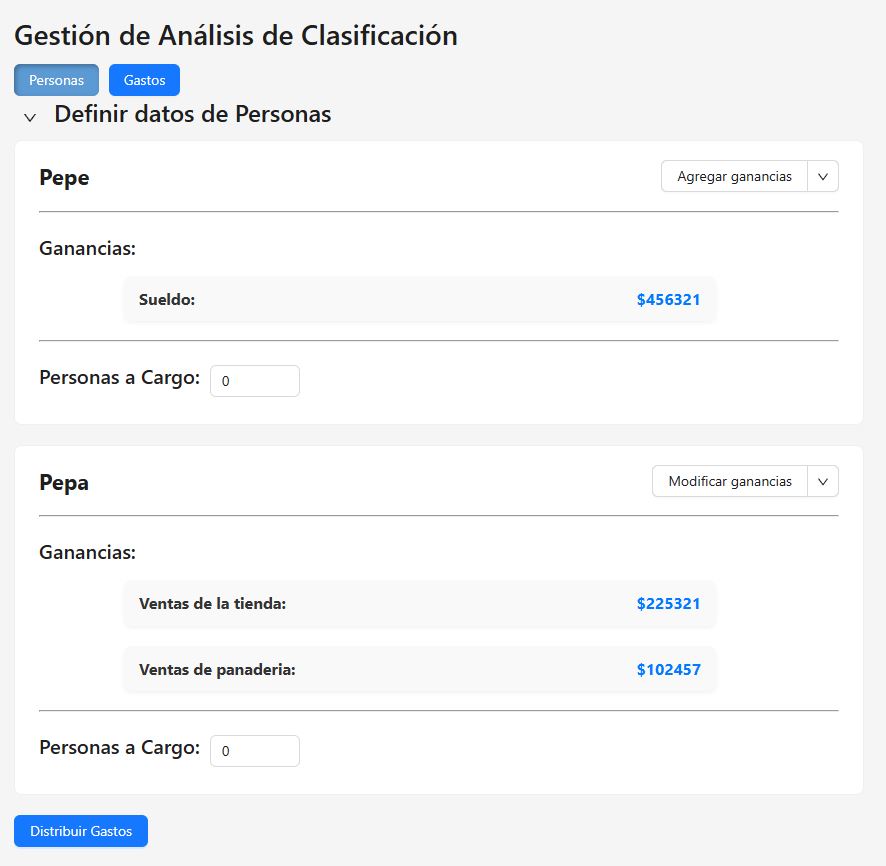 Gestión de Análisis de Clasificación
Personas Gastos
Definir datos de Personas
Pepe Agregar ganancias
Ganancias:
Sueldo: $456321
Personas a Cargo: 0
Pepa Modificar ganancias
Ganancias:
Ventas de la tienda: $225321
Ventas de panaderia: $102457
Personas a Cargo: 0
Distribuir Gastos